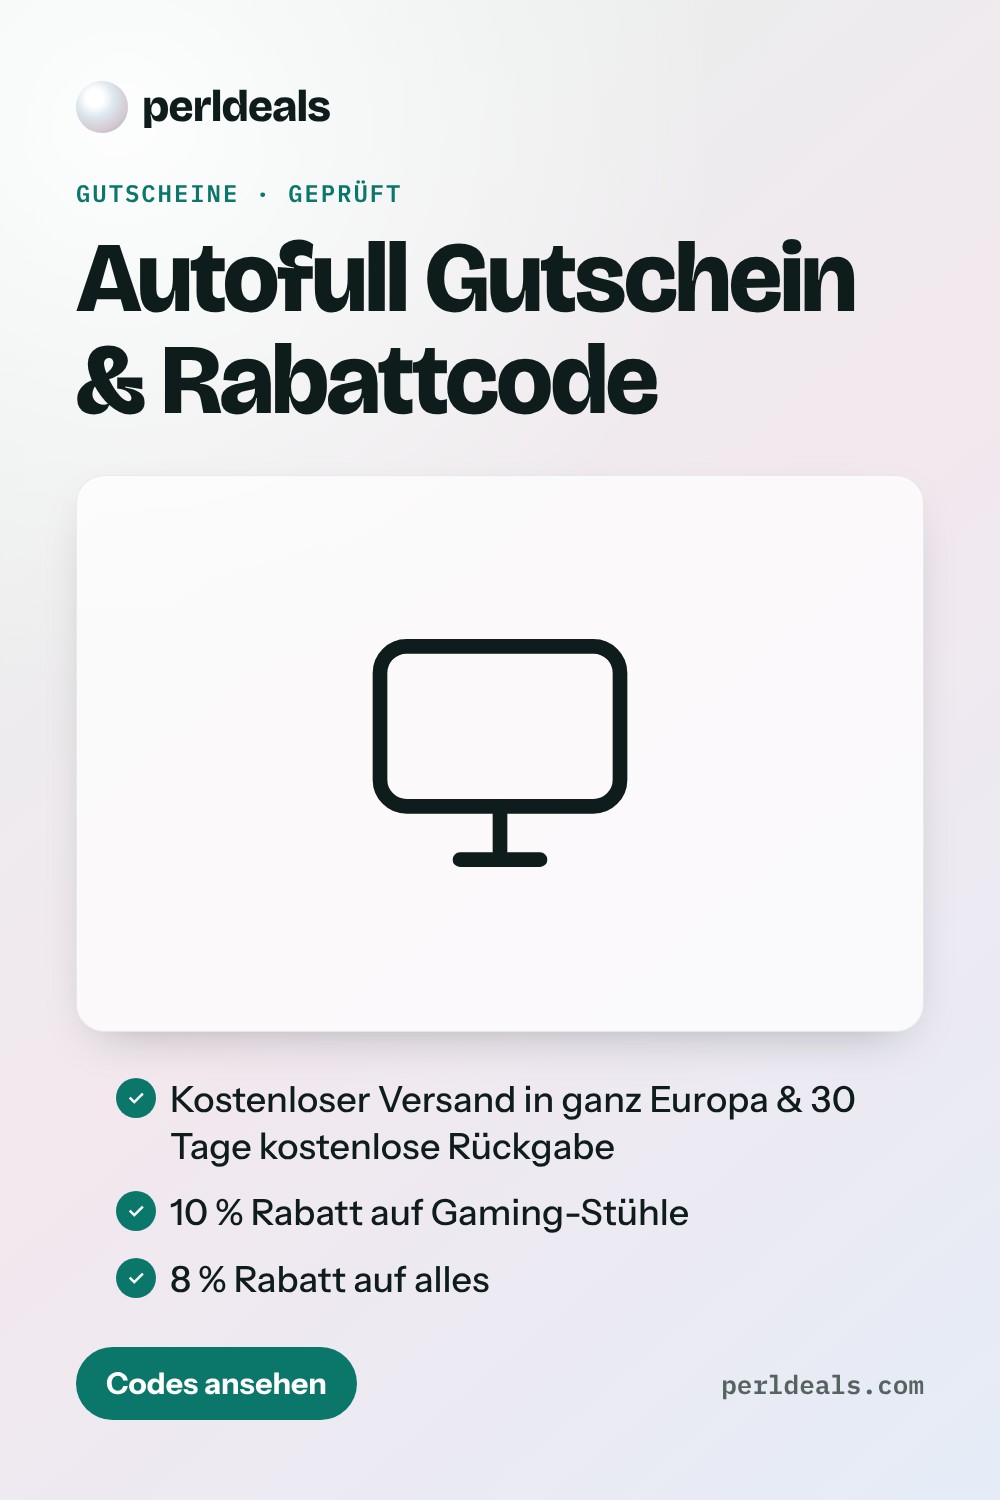 perldeals
GUTSCHEINE · GEPRÜFT
Autofull Gutschein
& Rabattcode
Kostenloser Versand in ganz Europa & 30
Tage kostenlose Rückgabe
10 % Rabatt auf Gaming-Stühle
8 % Rabatt auf alles
Codes ansehen
perldeals.com